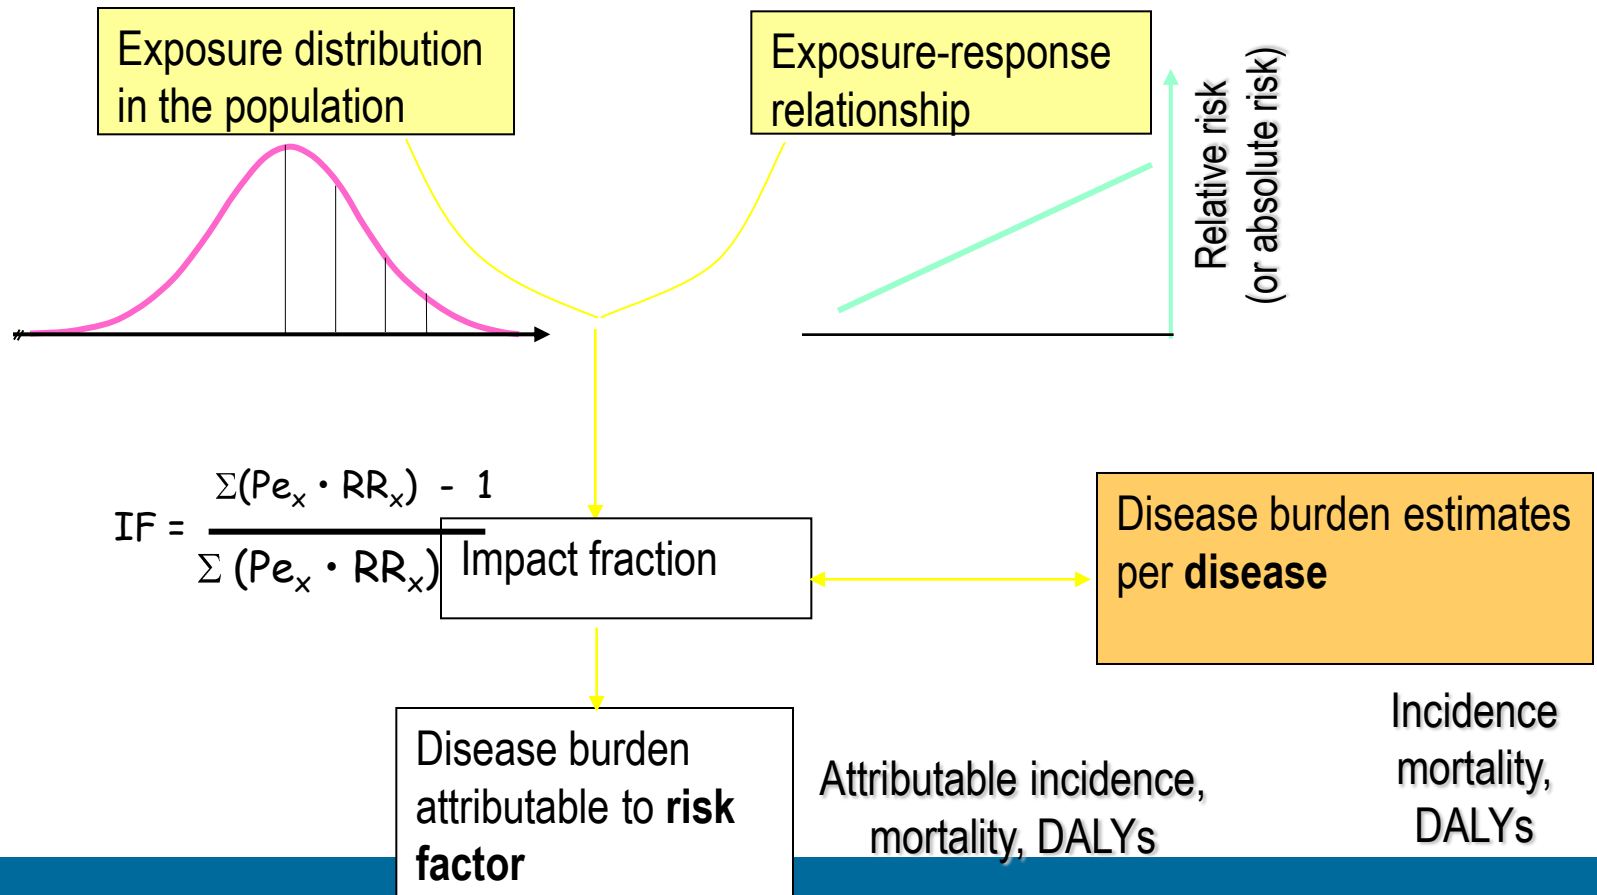 Exposure distribution
in the population
Exposure-response
relationship
Relative risk
(or absolute risk)
Σ(Peₓ · RRₓ) - 1
IF =
Σ (Peₓ · RRₓ)
Impact fraction
Disease burden estimates
per disease
Disease burden
attributable to risk
factor
Attributable incidence,
mortality, DALYs
Incidence
mortality,
DALYs